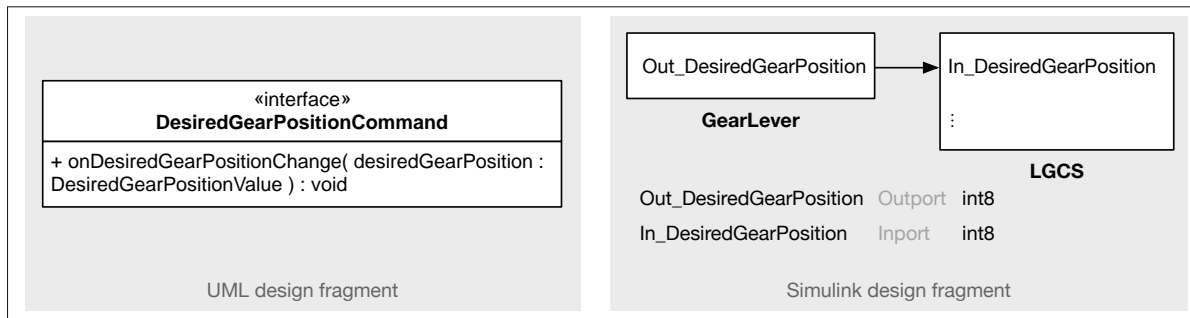 «interface»
DesiredGearPositionCommand
+ onDesiredGearPositionChange( desiredGearPosition :
DesiredGearPositionValue ) : void
UML design fragment
Out_DesiredGearPosition
In_DesiredGearPosition
⋮
GearLever
LGCS
Out_DesiredGearPosition Outport int8
In_DesiredGearPosition Inport int8
Simulink design fragment